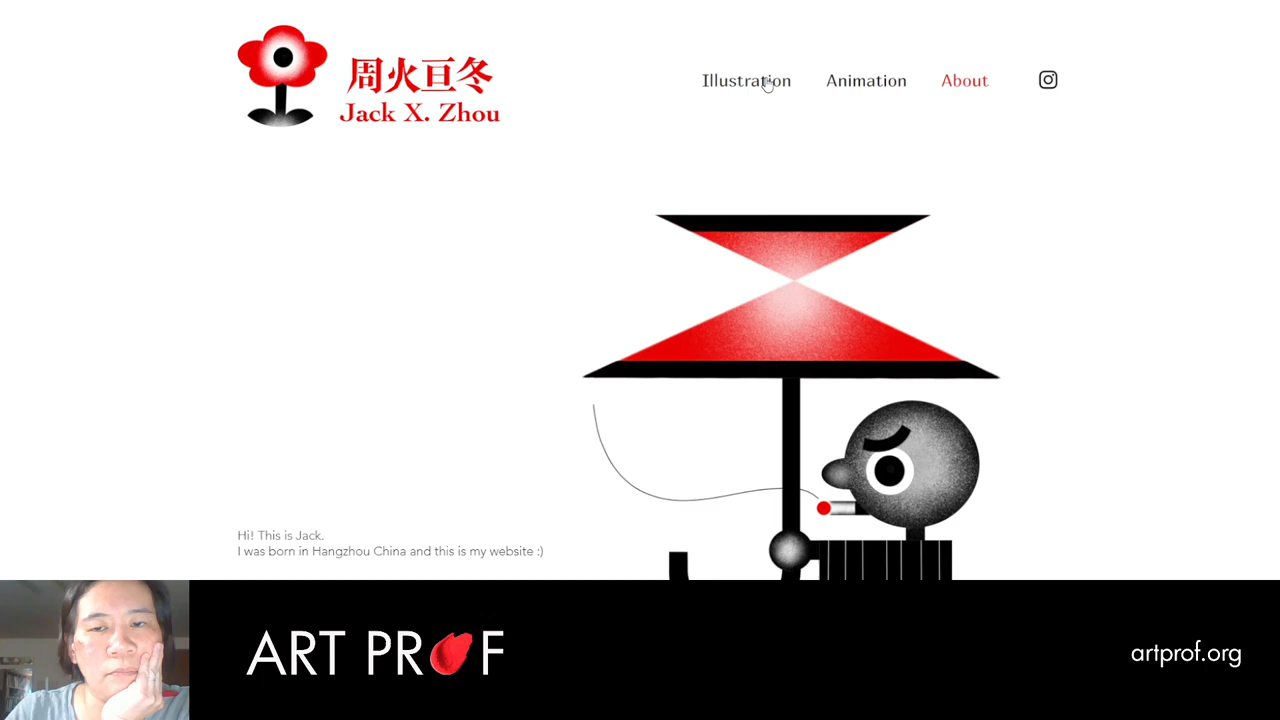 周火亘冬
Jack X. Zhou
Illustration
Animation
About
Hi! This is Jack.
I was born in Hangzhou China and this is my website :)
ART PROF
artprof.org